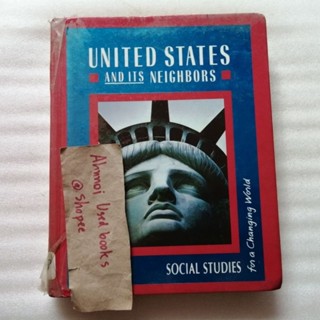 UNITED STATES
AND ITS NEIGHBORS
Ahmoi Used books
@ Shopee
SOCIAL STUDIES
for a Changing World